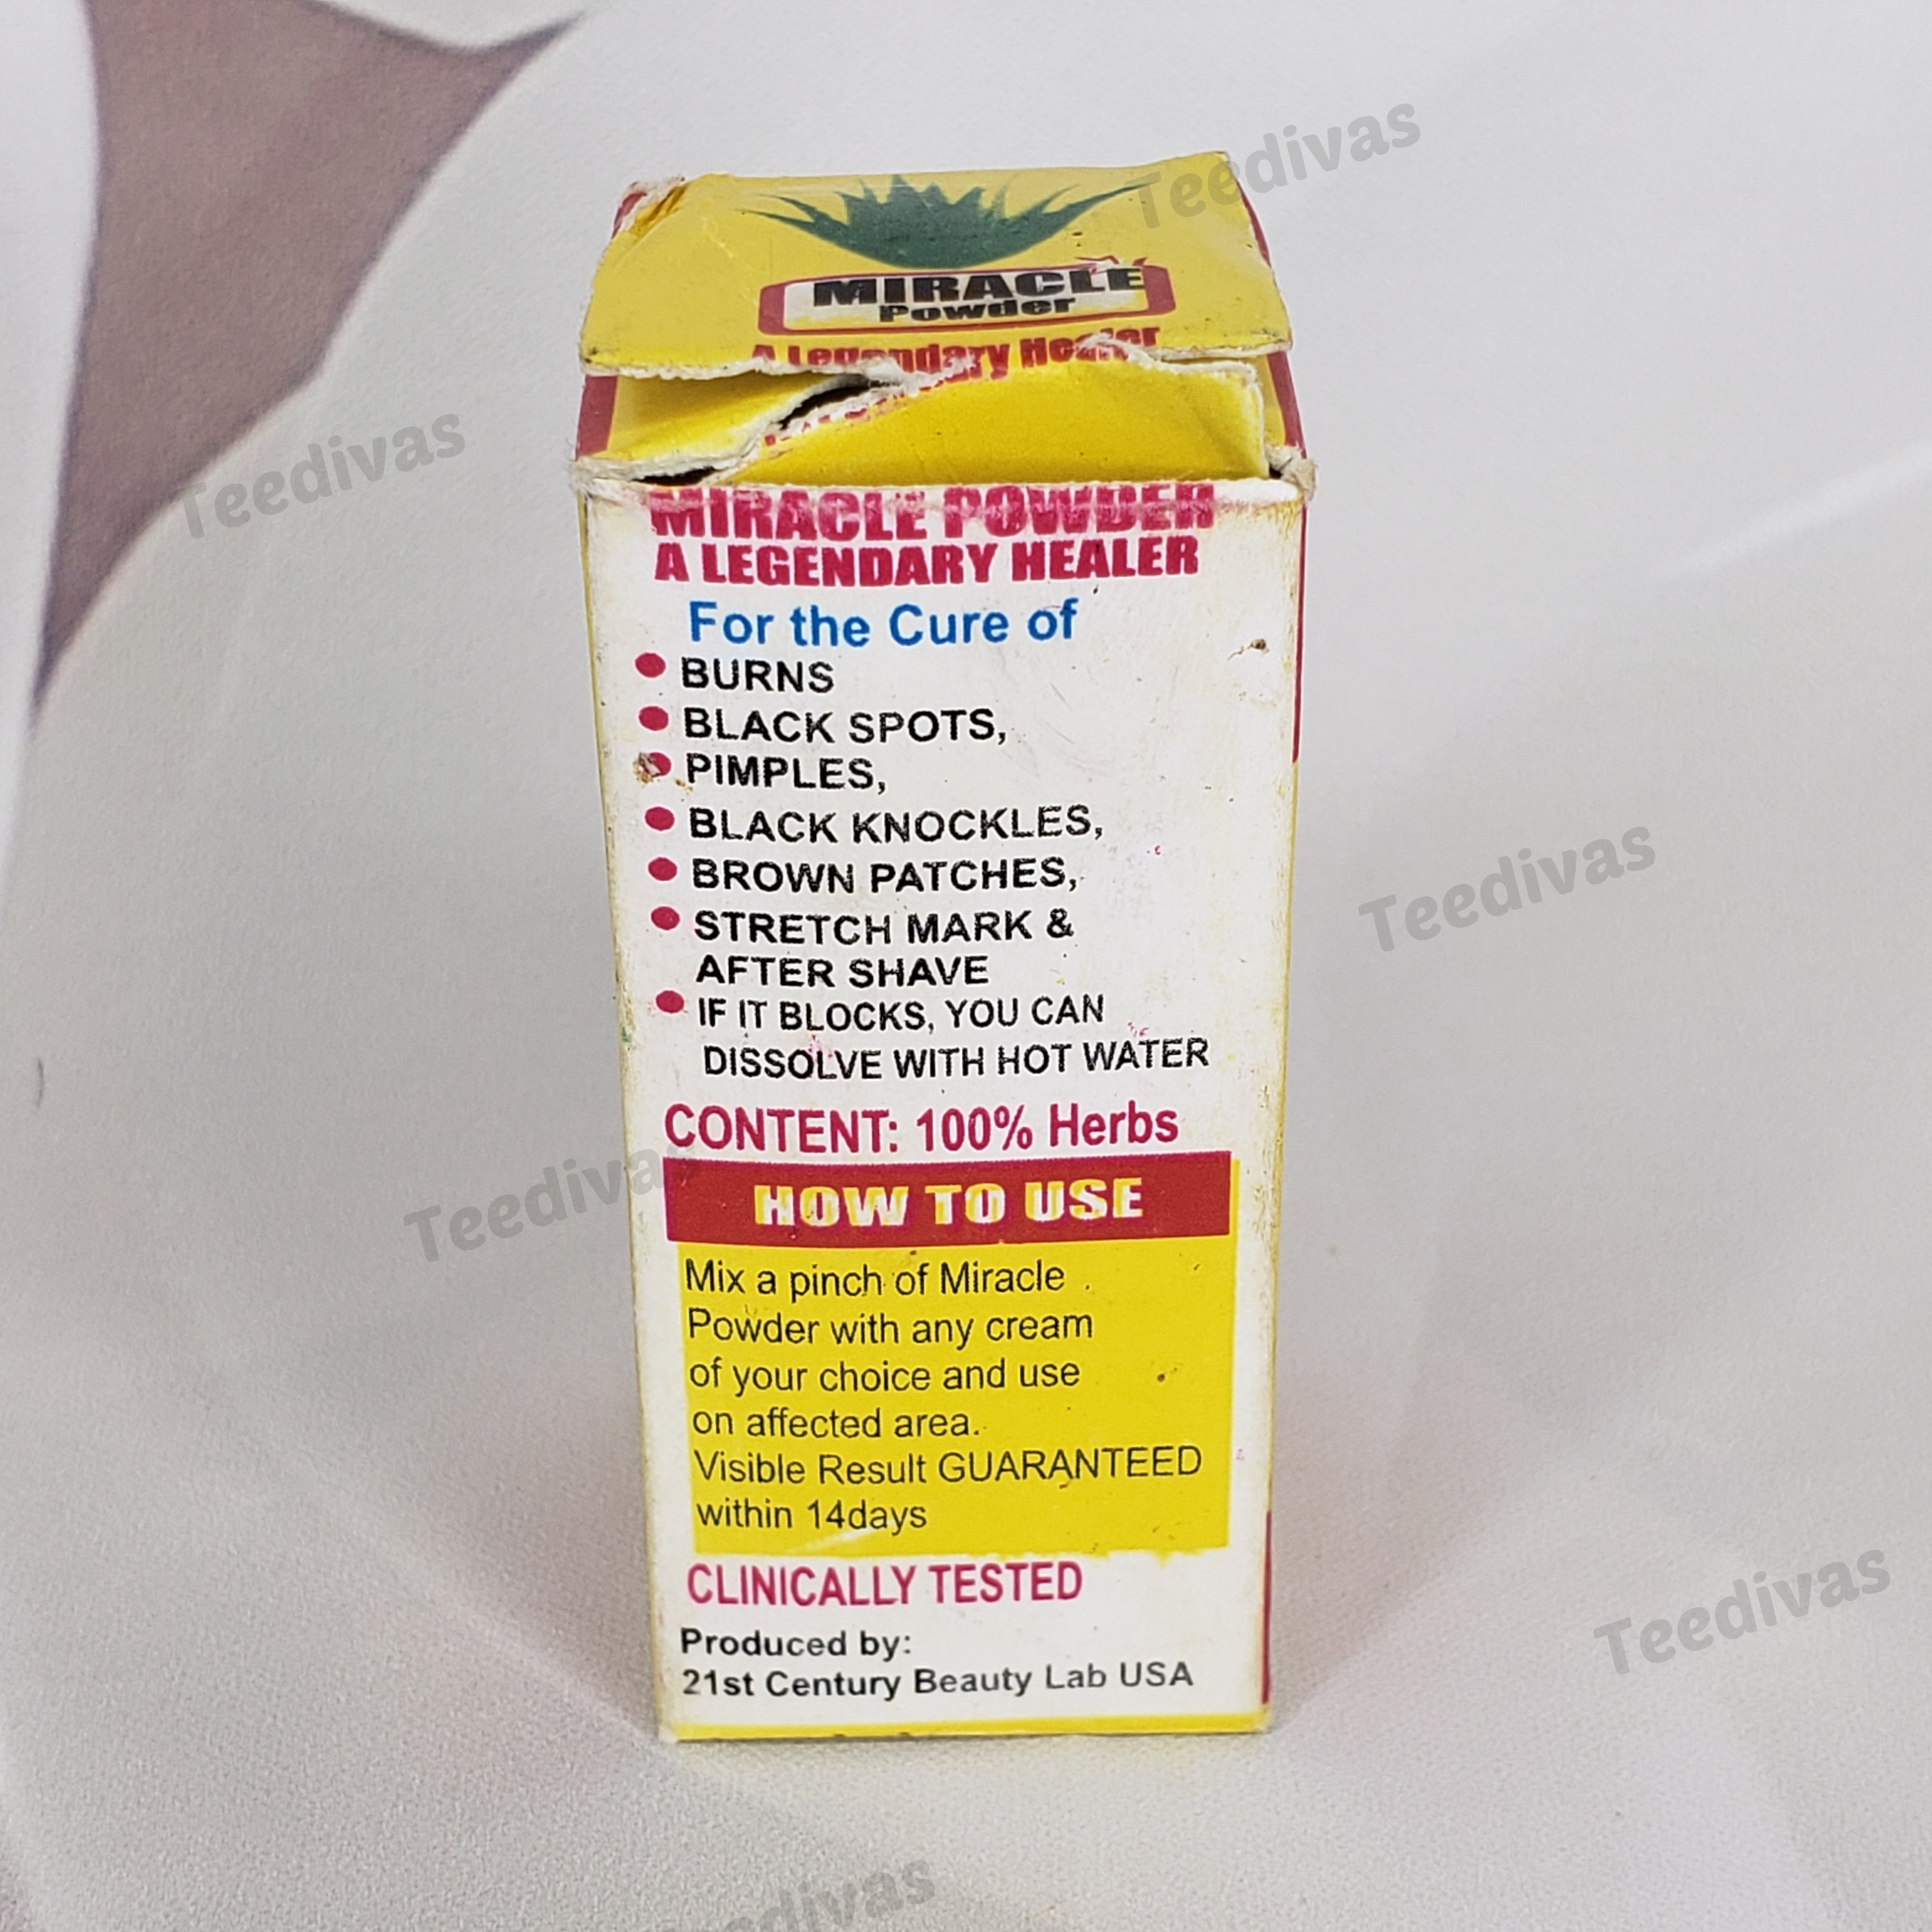 Teedivas
MIRACLE
Powder
A Legendary Healer
Teedivas
MIRACLE POWDER
A LEGENDARY HEALER
For the Cure of
BURNS
BLACK SPOTS,
PIMPLES,
BLACK KNOCKLES,
BROWN PATCHES,
Teedivas
STRETCH MARK &
AFTER SHAVE
IF IT BLOCKS, YOU CAN
DISSOLVE WITH HOT WATER
CONTENT: 100% Herbs
Teedivas
HOW TO USE
Mix a pinch of Miracle
Powder with any cream
of your choice and use
on affected area.
Visible Result GUARANTEED
within 14days
CLINICALLY TESTED
Teedivas
Produced by:
21st Century Beauty Lab USA